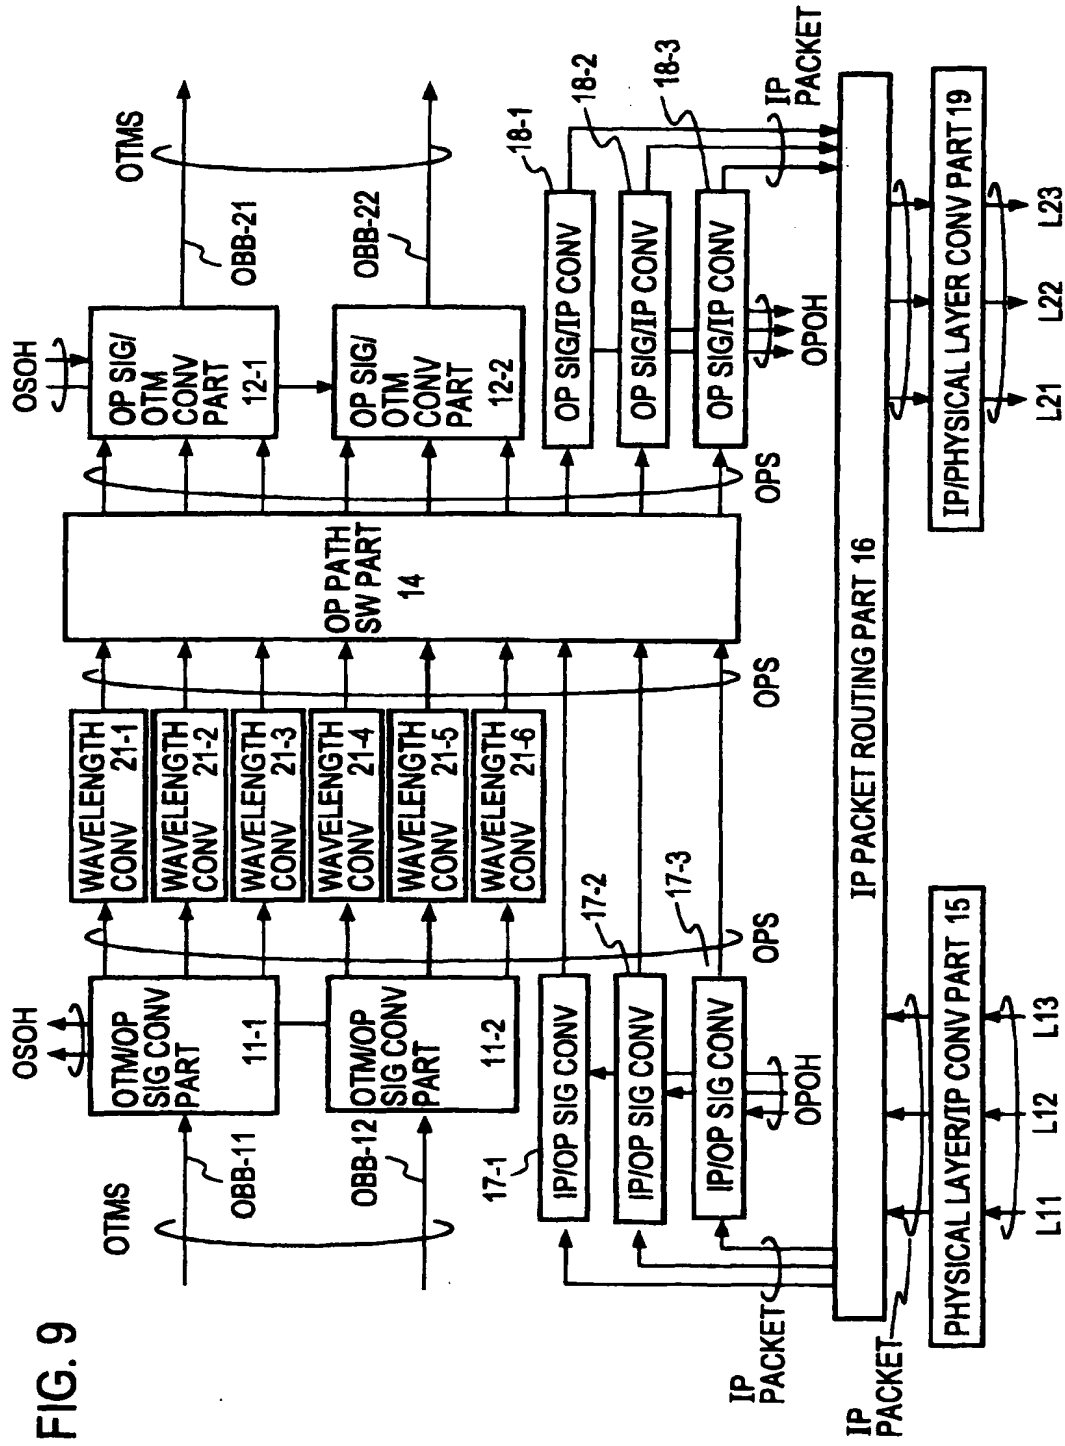 FIG. 9
OTMS
OBB-11
OBB-12
OSOH
OTM/OP
SIG CONV
PART
11-1
OTM/OP
SIG CONV
PART
11-2
OPS
WAVELENGTH
CONV 21-1
WAVELENGTH
CONV 21-2
WAVELENGTH
CONV 21-3
WAVELENGTH
CONV 21-4
WAVELENGTH
CONV 21-5
WAVELENGTH
CONV 21-6
OPS
OP PATH
SW PART
14
OPS
OSOH
OP SIG/
OTM
CONV
PART
12-1
OP SIG/
OTM
CONV
PART
12-2
OTMS
OBB-21
OBB-22
17-1
IP/OP SIG CONV
17-2
IP/OP SIG CONV
17-3
IP/OP SIG CONV
OPOH
18-1
OP SIG/IP CONV
18-2
OP SIG/IP CONV
18-3
OP SIG/IP CONV
OPOH
IP
PACKET
IP
PACKET
IP PACKET ROUTING PART 16
IP
PACKET
PHYSICAL LAYER/IP CONV PART 15
L11
L12
L13
IP/PHYSICAL LAYER CONV PART 19
L21
L22
L23